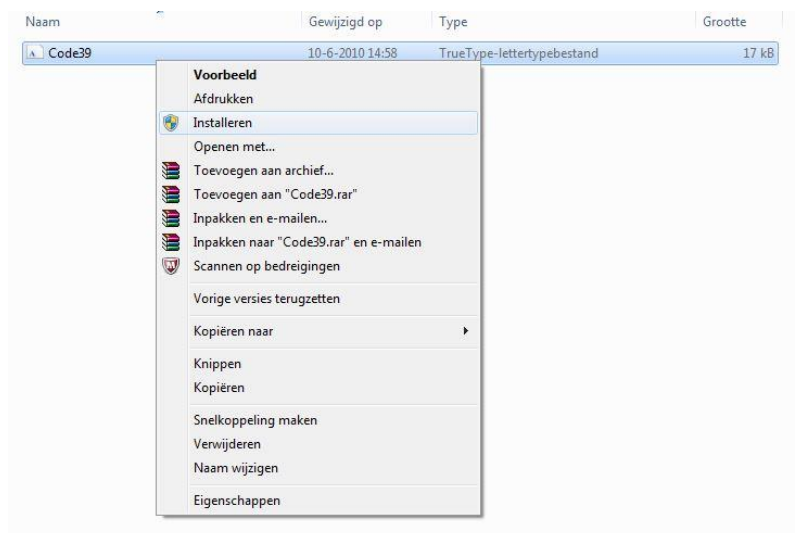 Naam Gewijzigd op Type Grootte
Code39 10-6-2010 14:58 TrueType-lettertypebestand 17 kB
Voorbeeld
Afdrukken
Installeren
Openen met...
Toevoegen aan archief...
Toevoegen aan "Code39.rar"
Inpakken en e-mailen...
Inpakken naar "Code39.rar" en e-mailen
Scannen op bedreigingen
Vorige versies terugzetten
Kopiëren naar
Knippen
Kopiëren
Snelkoppeling maken
Verwijderen
Naam wijzigen
Eigenschappen